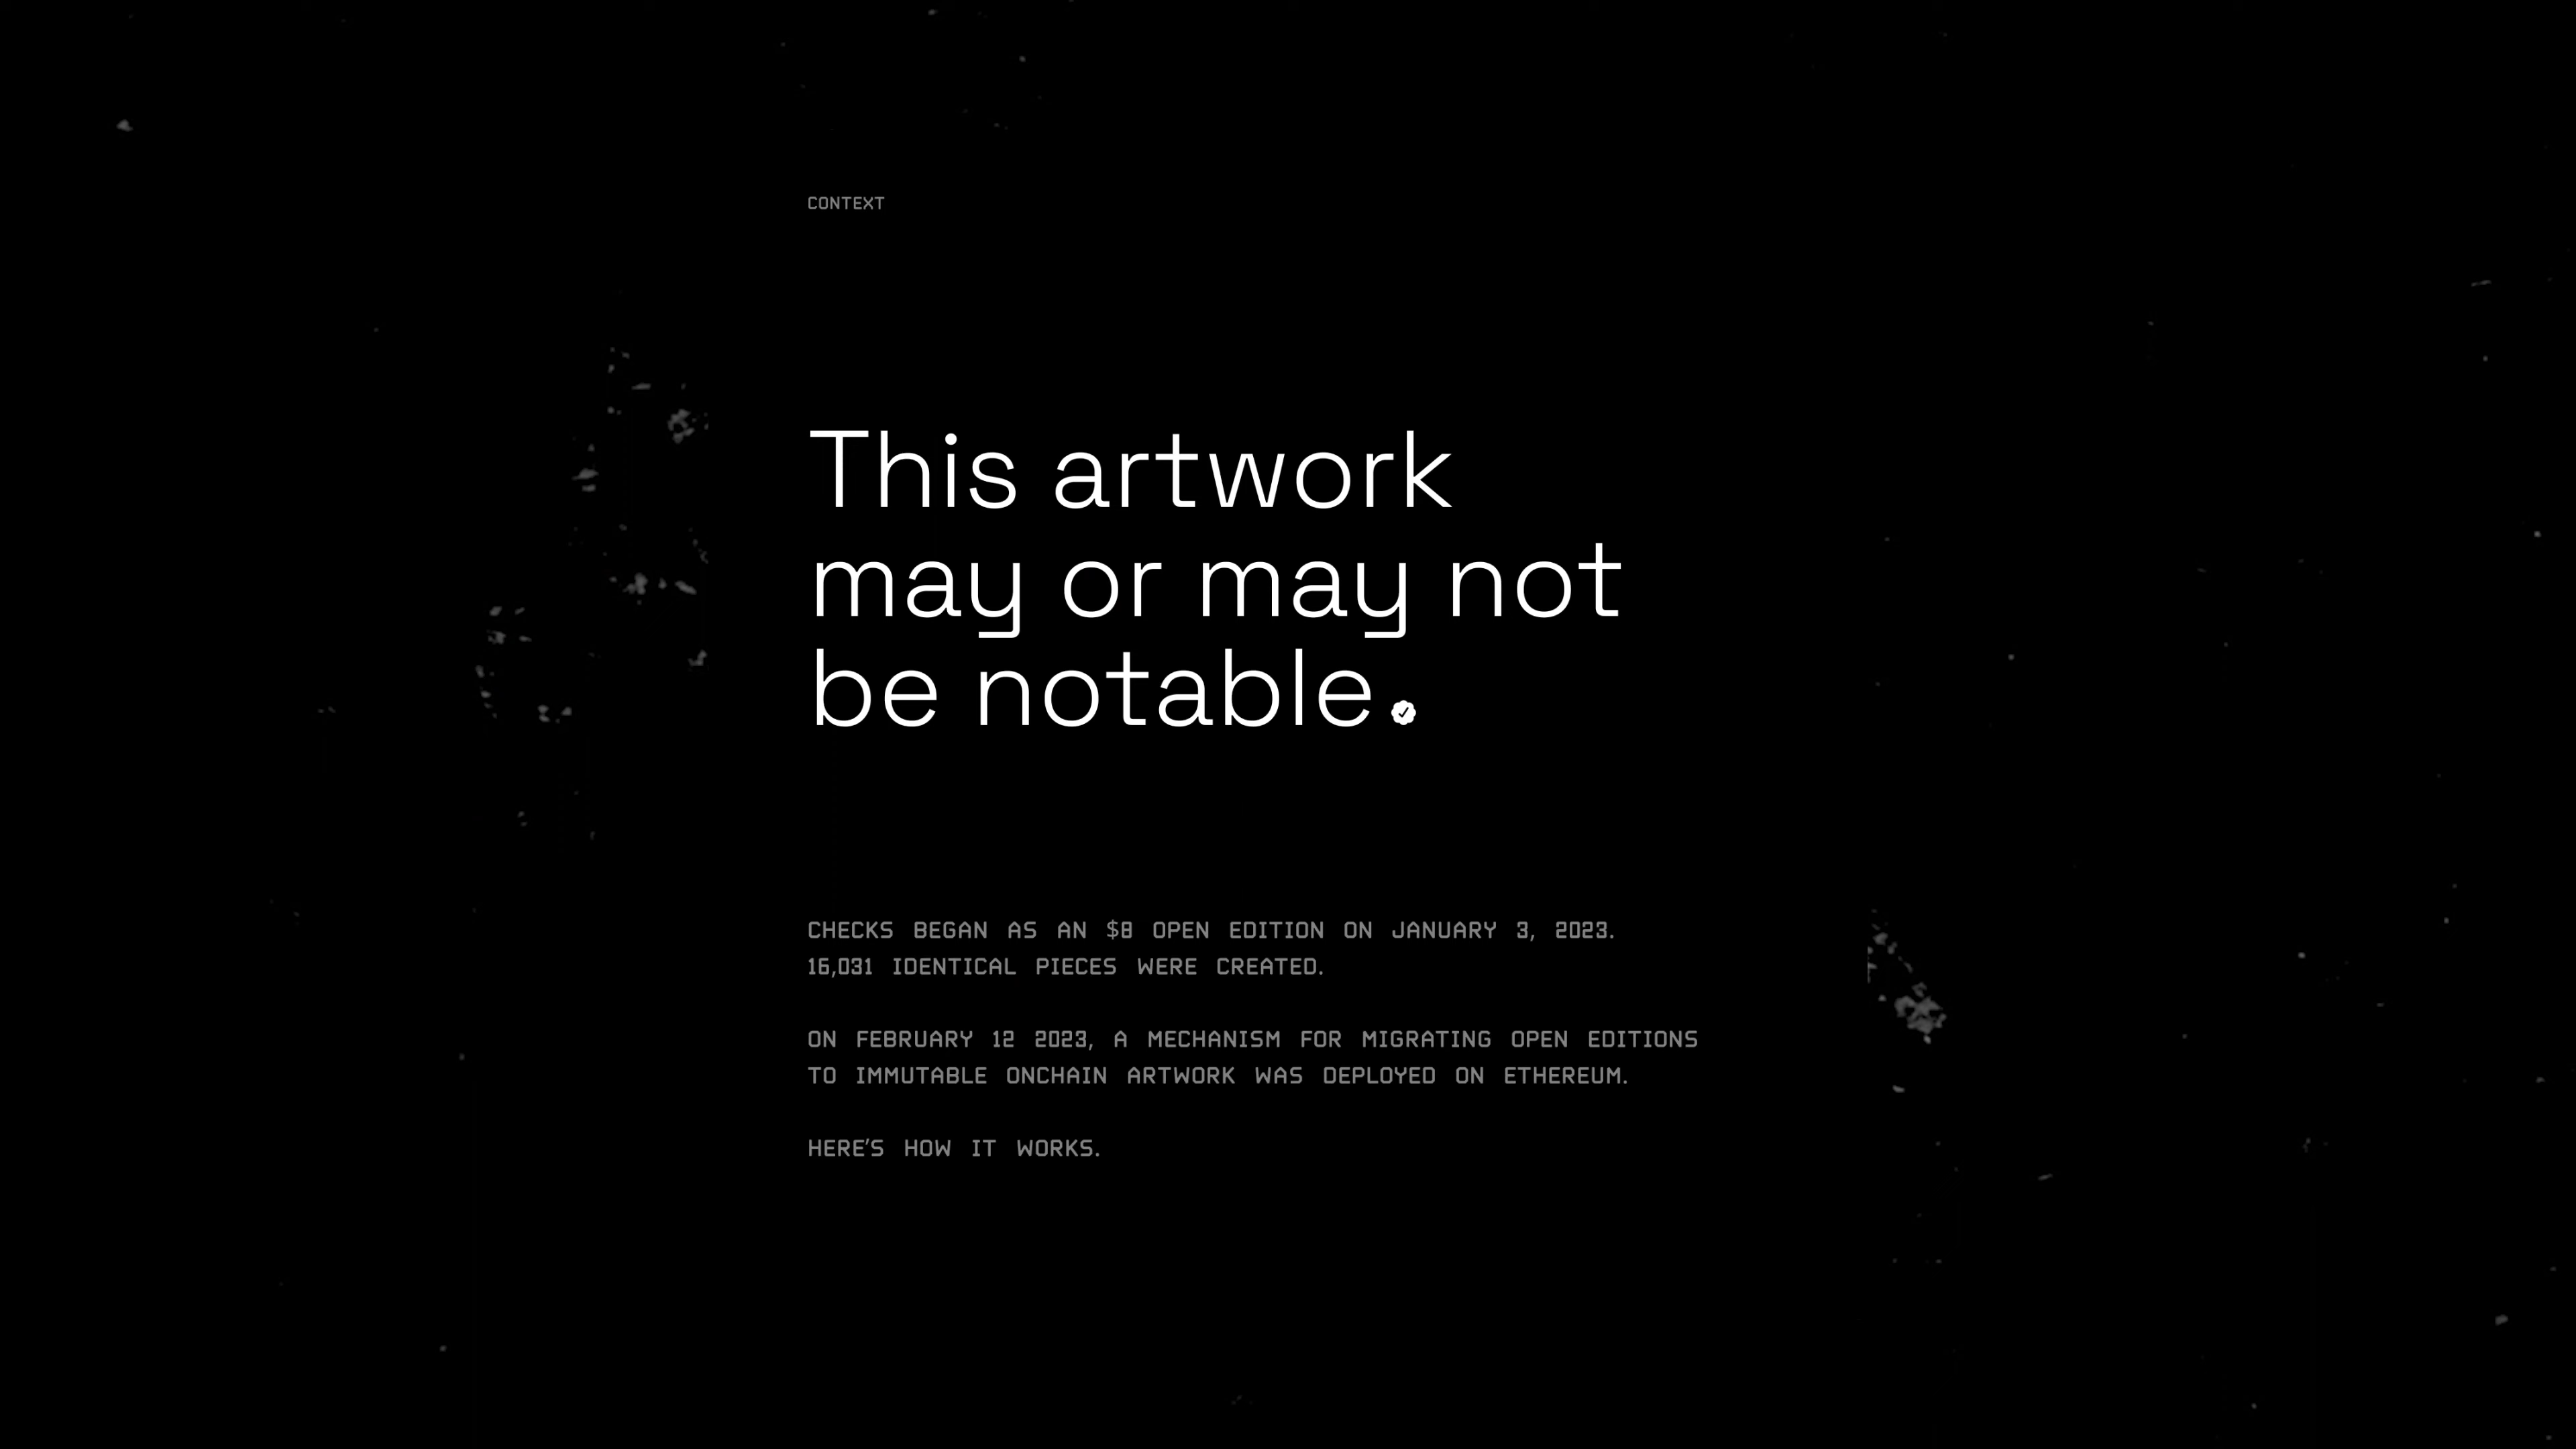 CONTEXT
This artwork
may or may not
be notable
CHECKS BEGAN AS AN $8 OPEN EDITION ON JANUARY 3, 2023.
16,031 IDENTICAL PIECES WERE CREATED.
ON FEBRUARY 12 2023, A MECHANISM FOR MIGRATING OPEN EDITIONS
TO IMMUTABLE ONCHAIN ARTWORK WAS DEPLOYED ON ETHEREUM.
HERE'S HOW IT WORKS.